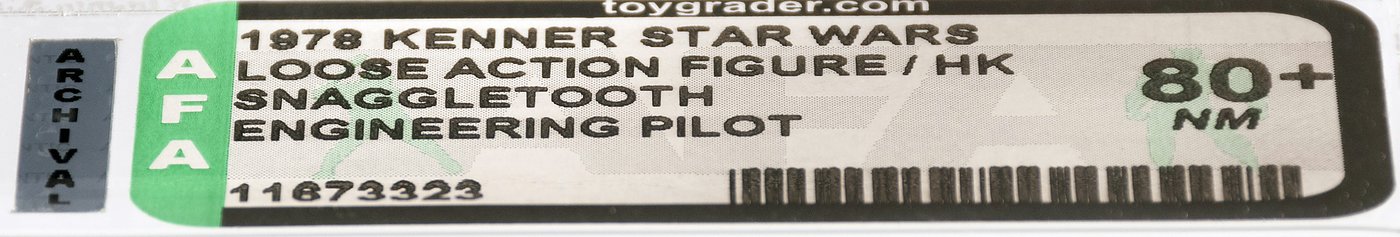 toygrader.com
ARCHIVAL
AFA
1978 KENNER STAR WARS
LOOSE ACTION FIGURE / HK
SNAGGLETOOTH
ENGINEERING PILOT
11673323
80+
NM